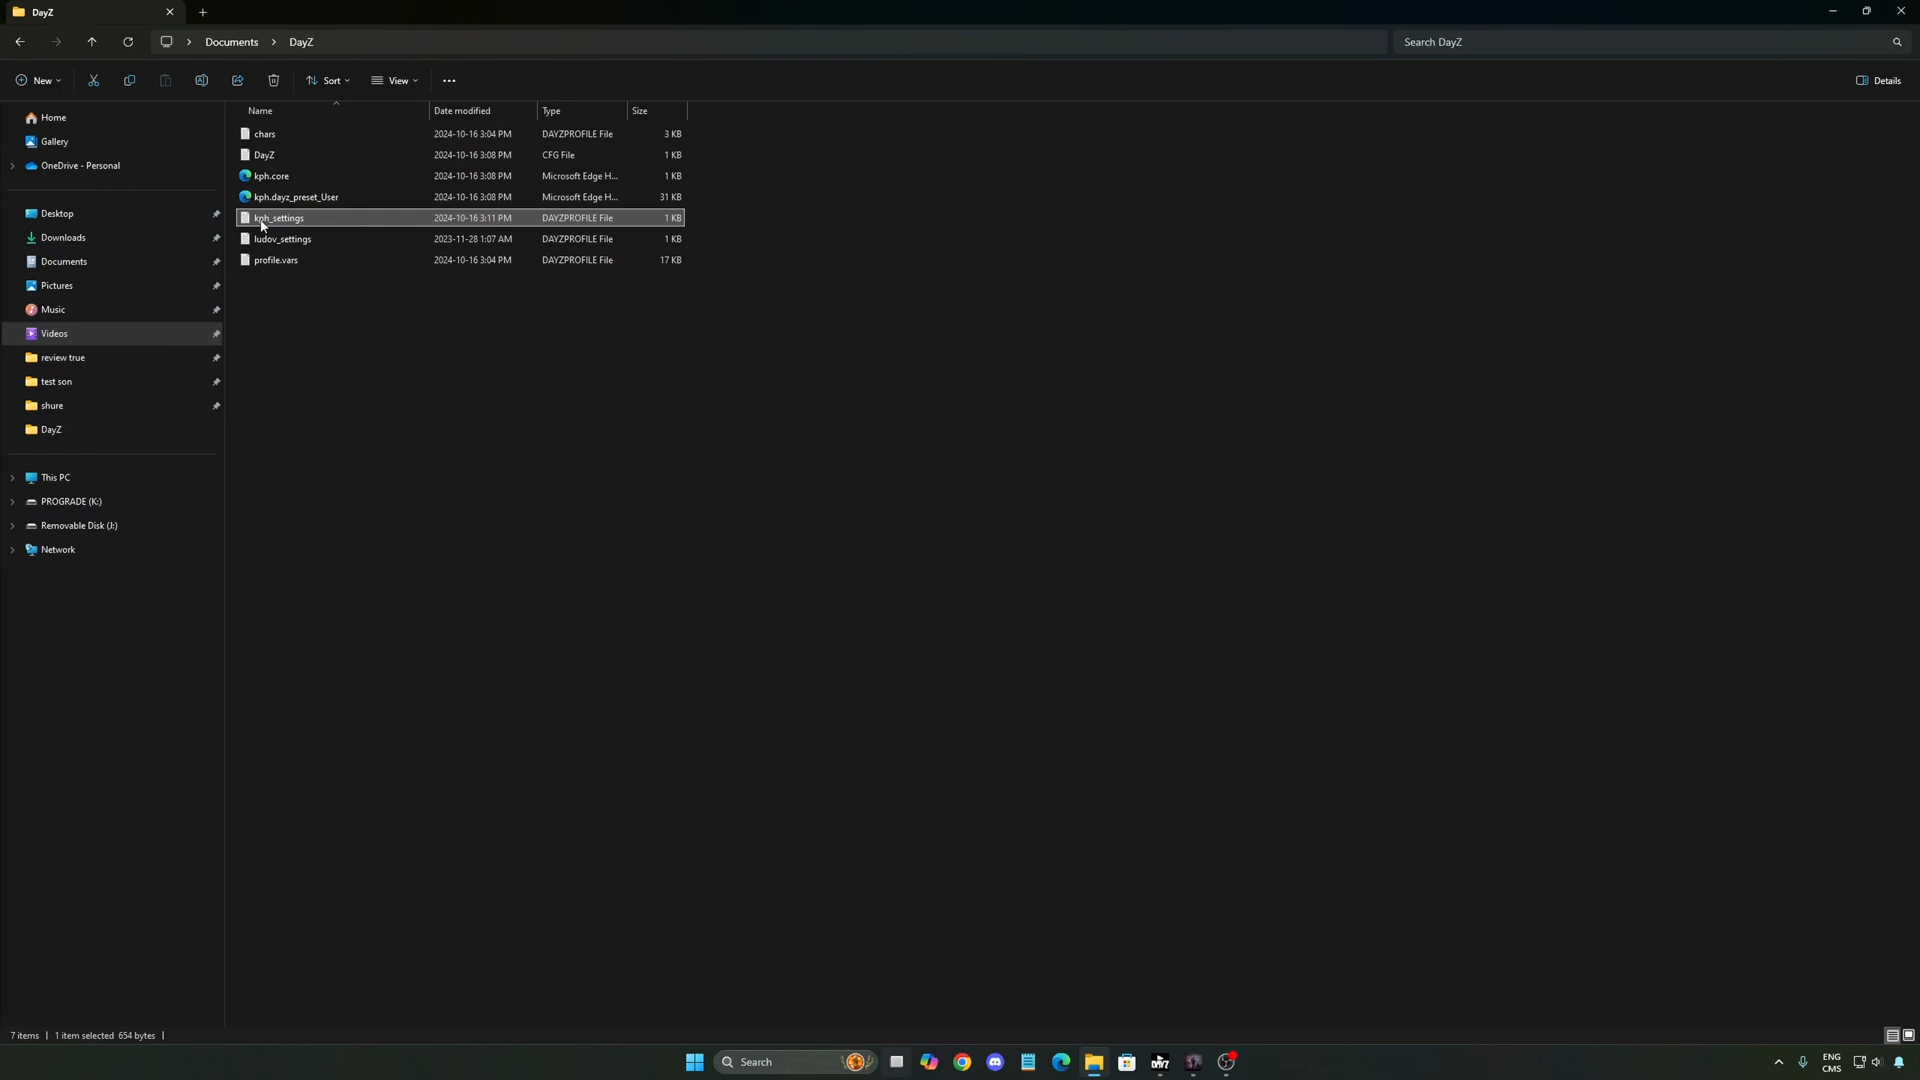 DayZ
Documents > DayZ
Search DayZ
New
Sort
View
Details
Name
Date modified
Type
Size
Home
Gallery
OneDrive - Personal
Desktop
Downloads
Documents
Pictures
Music
Videos
review true
test son
shure
DayZ
This PC
PROGRADE (K:)
Removable Disk (J:)
Network
chars 2024-10-16 3:04 PM DAYZPROFILE File 3 KB
DayZ 2024-10-16 3:08 PM CFG File 1 KB
kph.core 2024-10-16 3:08 PM Microsoft Edge H... 1 KB
kph.dayz_preset_User 2024-10-16 3:08 PM Microsoft Edge H... 31 KB
kph_settings 2024-10-16 3:11 PM DAYZPROFILE File 1 KB
ludov_settings 2023-11-28 1:07 AM DAYZPROFILE File 1 KB
profile.vars 2024-10-16 3:04 PM DAYZPROFILE File 17 KB
7 items | 1 item selected 654 bytes |
Search
DAYZ
ENG
CMS